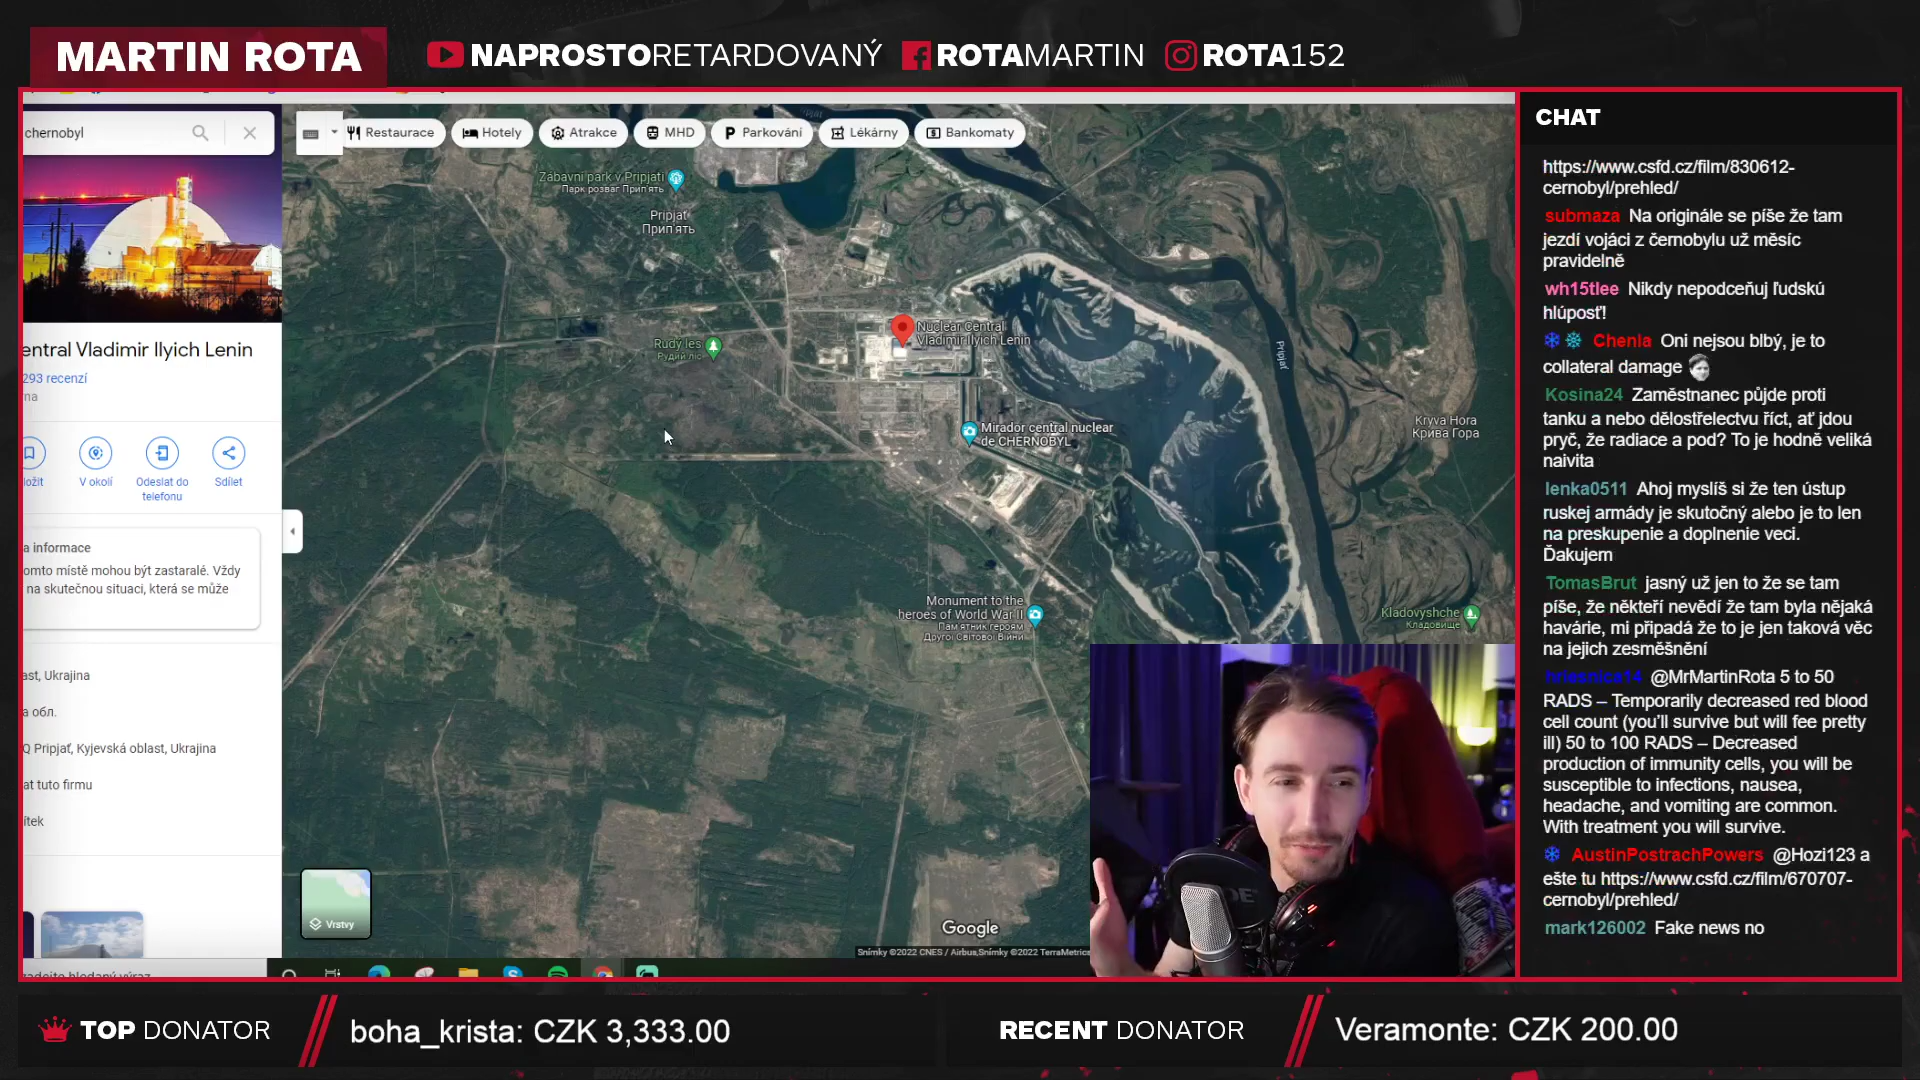 MARTIN ROTA
NAPROSTORETARDOVANÝ
ROTAMARTIN
ROTA152
chernobyl
Restaurace
Hotely
Atrakce
MHD
Parkování
Lékárny
Bankomaty
entral Vladimir Ilyich Lenin
293 recenzí
na
ožit
V okolí
Odeslat do
telefonu
Sdílet
a informace
omto místě mohou být zastaralé. Vždy
na skutečnou situaci, která se může
ast, Ukrajina
a обл.
Q Pripjať, Kyjevská oblast, Ukrajina
at tuto firmu
ítek
Zábavní park v Pripjati
Парк розваг Прип'ять
Pripjať
Прип'ять
Rudý les
Рудий ліс
Nuclear Central
Vladimir Ilyich Lenin
Pripjať
Mirador central nuclear
de CHERNOBYL
Kryva Hora
Крива Гора
Monument to the
heroes of World War II
Пам'ятник героям
Другої Світової Війни
Kladovyshche
Кладовище
Vrstvy
Google
Snímky ©2022 CNES / Airbus,Snímky ©2022 TerraMetrics
CHAT
https://www.csfd.cz/film/830612-
cernobyl/prehled/
submaza Na originále se píše že tam
jezdí vojáci z černobylu už měsíc
pravidelně
wh15tlee Nikdy nepodceňuj ľudskú
hlúposť!
Chenia Oni nejsou blbý, je to
collateral damage
Kosina24 Zaměstnanec půjde proti
tanku a nebo dělostřelectvu říct, ať jdou
pryč, že radiace a pod? To je hodně veliká
naivita
lenka0511 Ahoj myslíš si že ten ústup
ruskej armády je skutočný alebo je to len
na preskupenie a doplnenie veci.
Ďakujem
TomasBrut jasný už jen to že se tam
píše, že někteří nevědí že tam byla nějaká
havárie, mi připadá že to je jen taková věc
na jejich zesměšnění
hriesnica14 @MrMartinRota 5 to 50
RADS – Temporarily decreased red blood
cell count (you'll survive but will fee pretty
ill) 50 to 100 RADS – Decreased
production of immunity cells, you will be
susceptible to infections, nausea,
headache, and vomiting are common.
With treatment you will survive.
AustinPostrachPowers @Hozi123 a
ešte tu https://www.csfd.cz/film/670707-
cernobyl/prehled/
mark126002 Fake news no
TOP DONATOR
boha_krista: CZK 3,333.00
RECENT DONATOR
Veramonte: CZK 200.00